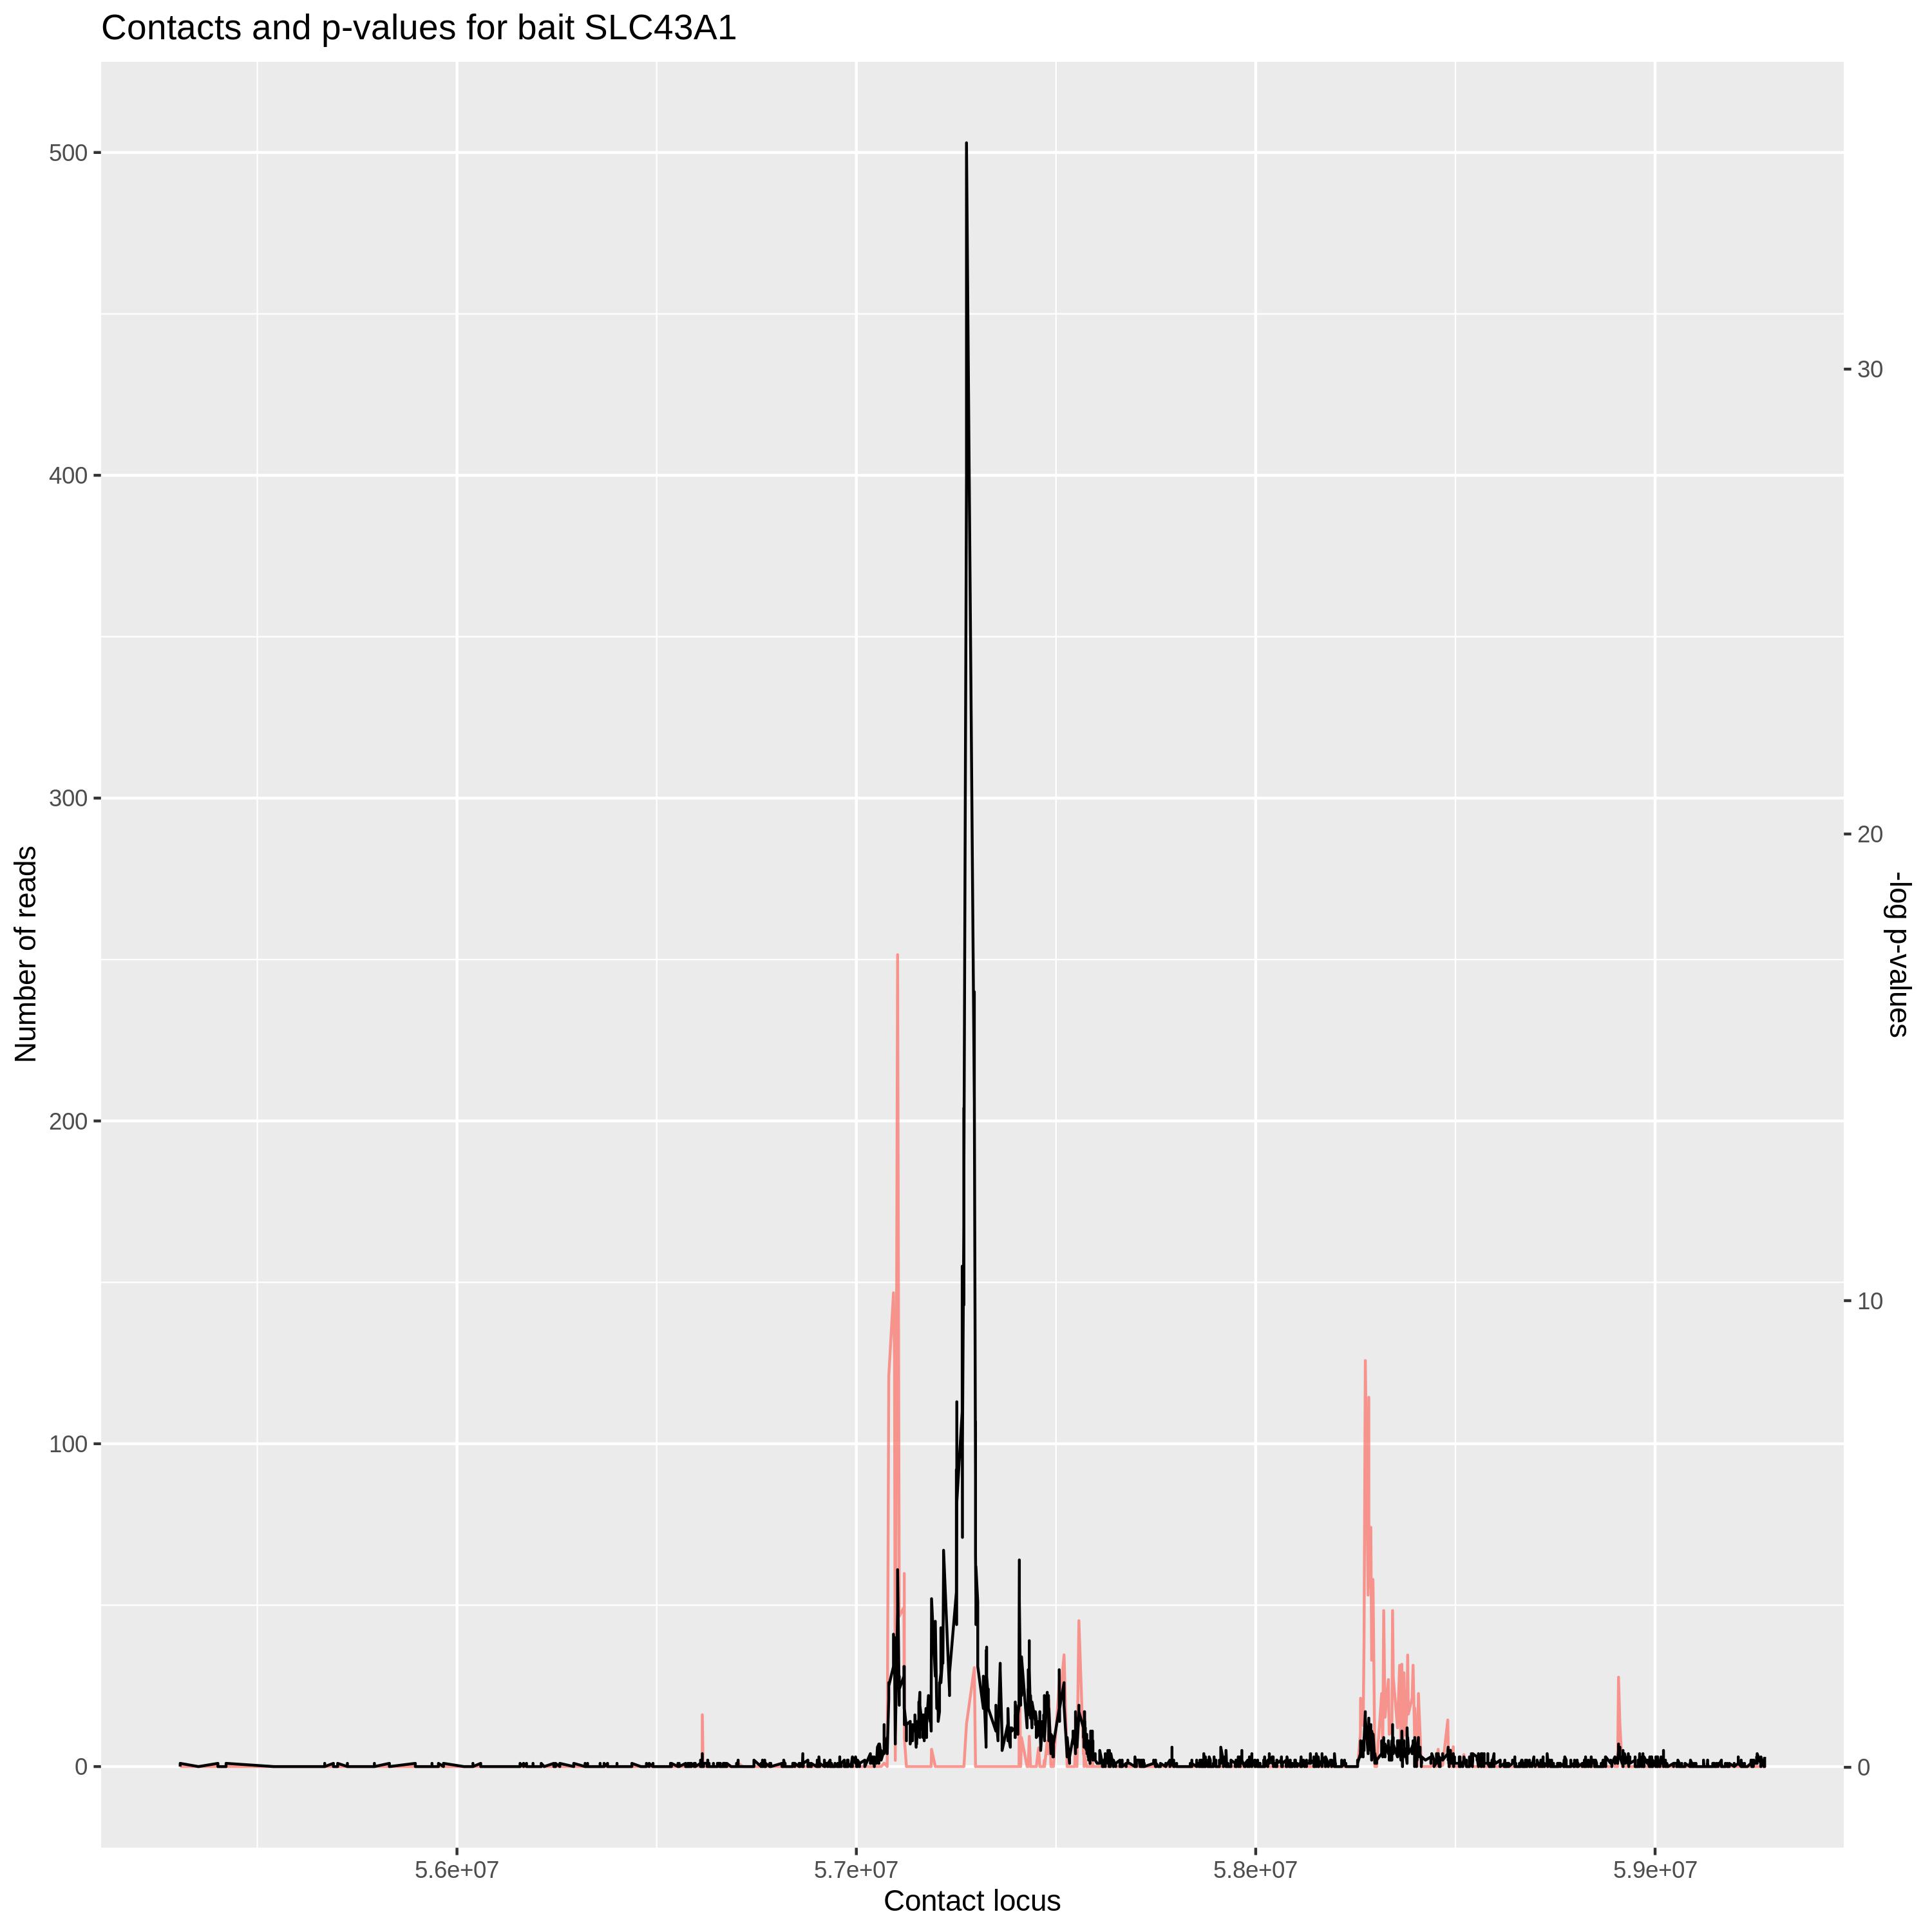 Contacts and p-values for bait SLC43A1
500
400
300
200
100
0
Number of reads
30
20
10
0
-log p-values
5.6e+07
5.7e+07
5.8e+07
5.9e+07
Contact locus